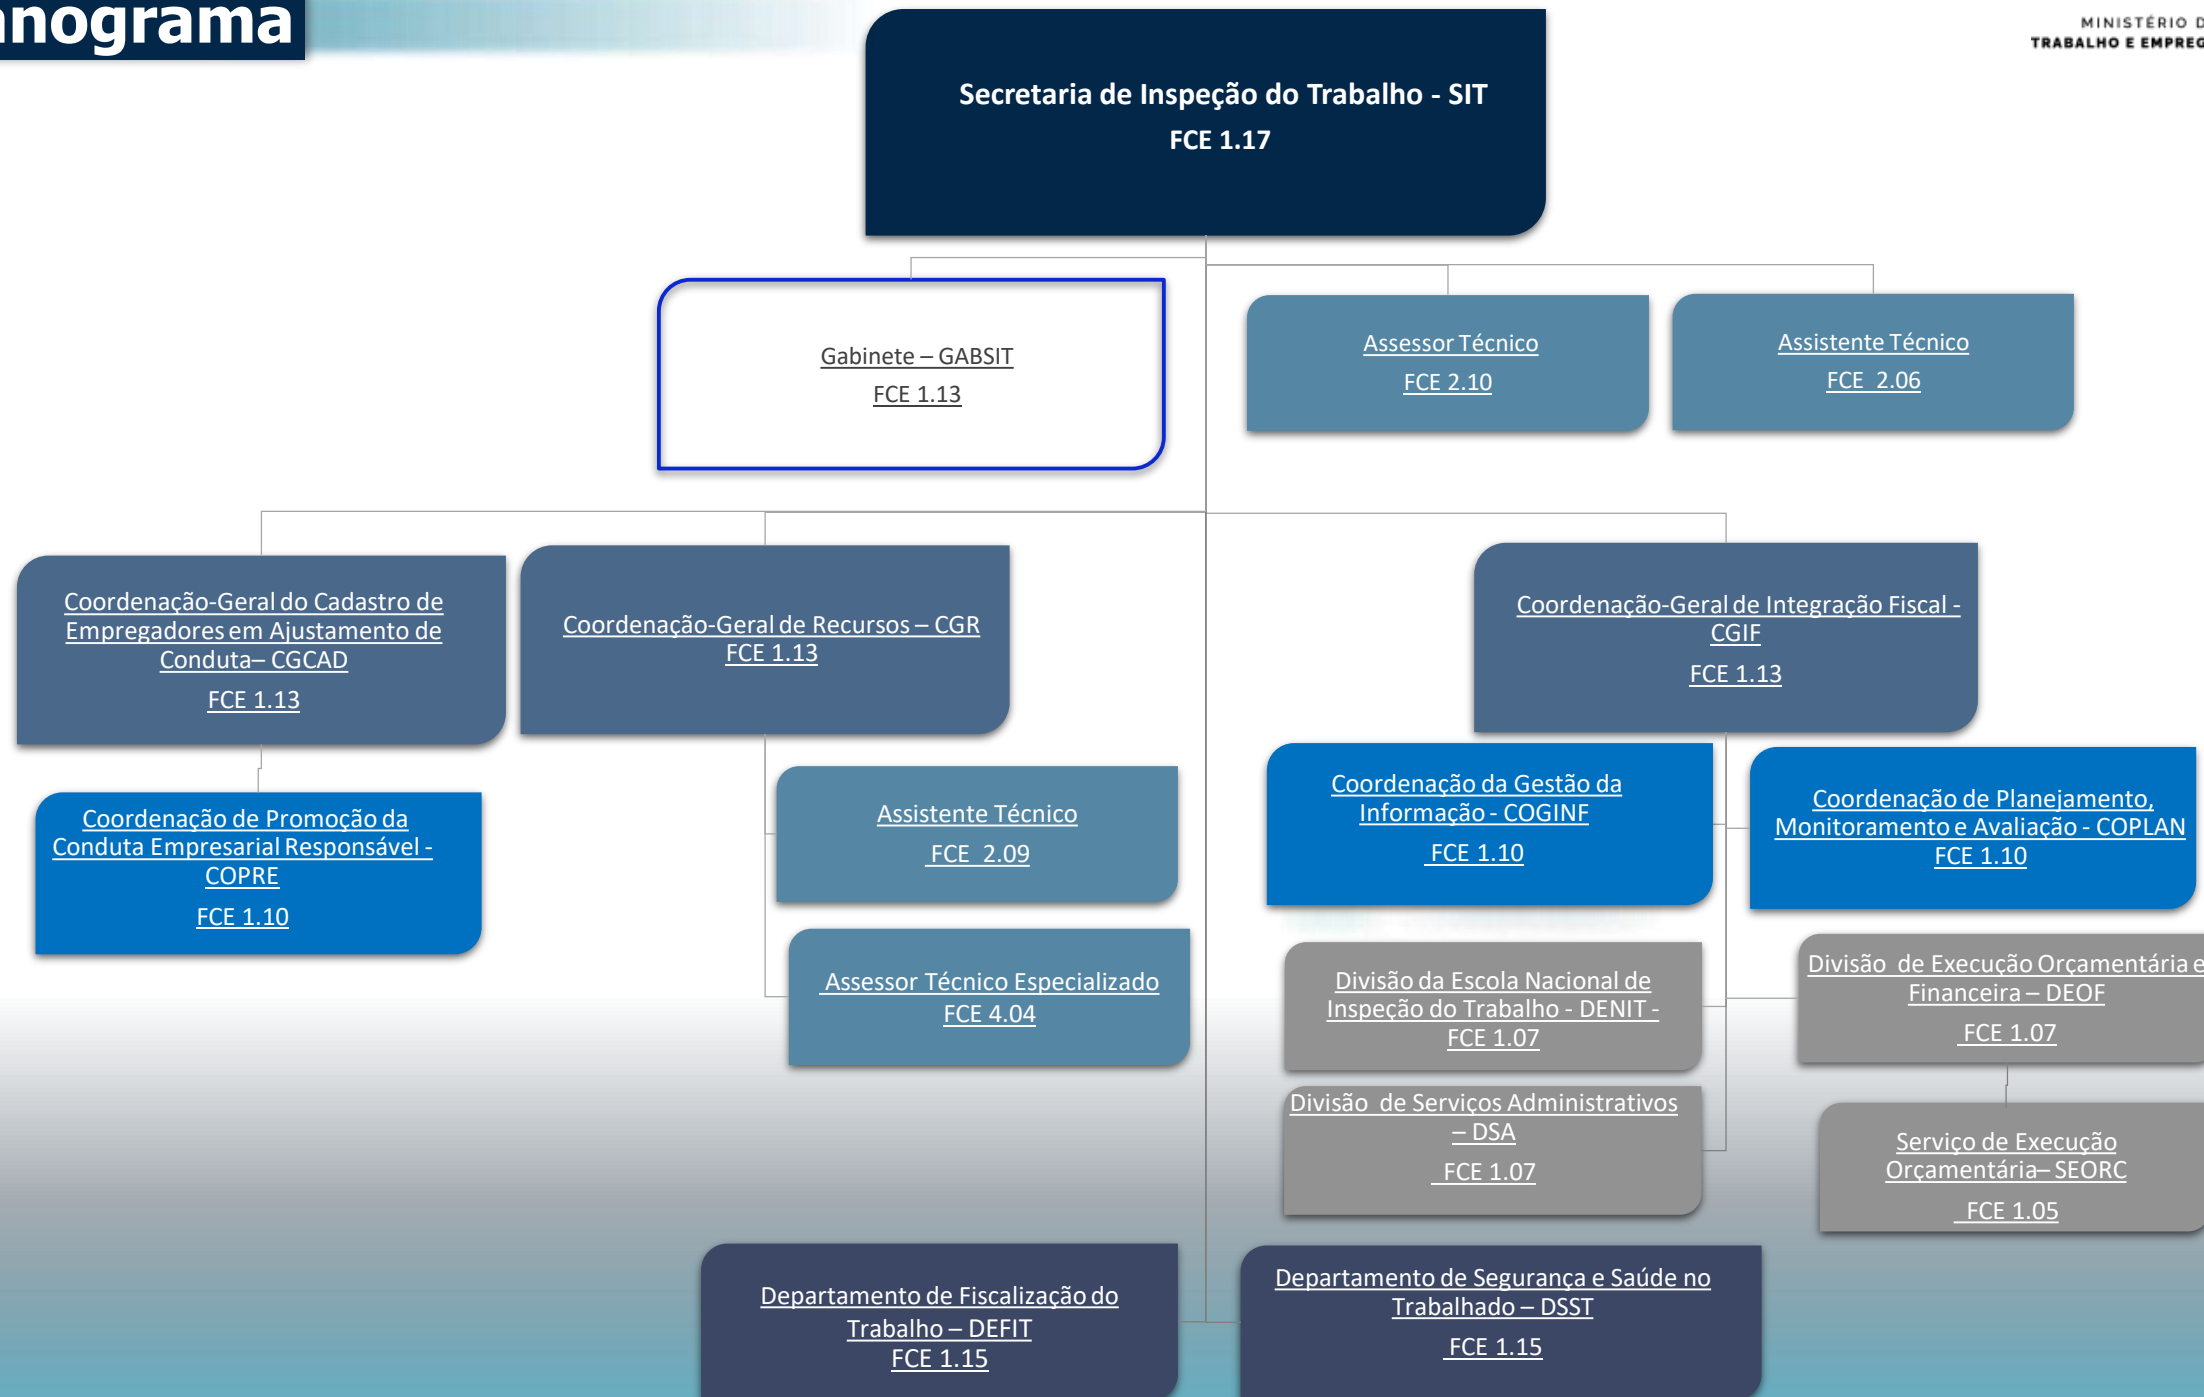 anograma
MINISTÉRIO D
TRABALHO E EMPREG
Secretaria de Inspeção do Trabalho - SIT
FCE 1.17
Gabinete – GABSIT
FCE 1.13
Assessor Técnico
FCE 2.10
Assistente Técnico
FCE 2.06
Coordenação-Geral do Cadastro de
Empregadores em Ajustamento de
Conduta– CGCAD
FCE 1.13
Coordenação-Geral de Recursos – CGR
FCE 1.13
Coordenação-Geral de Integração Fiscal -
CGIF
FCE 1.13
Coordenação de Promoção da
Conduta Empresarial Responsável -
COPRE
FCE 1.10
Assistente Técnico
FCE 2.09
Assessor Técnico Especializado
FCE 4.04
Coordenação da Gestão da
Informação - COGINF
FCE 1.10
Coordenação de Planejamento,
Monitoramento e Avaliação - COPLAN
FCE 1.10
Divisão da Escola Nacional de
Inspeção do Trabalho - DENIT -
FCE 1.07
Divisão de Execução Orçamentária e
Financeira – DEOF
FCE 1.07
Divisão de Serviços Administrativos
– DSA
FCE 1.07
Serviço de Execução
Orçamentária– SEORC
FCE 1.05
Departamento de Fiscalização do
Trabalho – DEFIT
FCE 1.15
Departamento de Segurança e Saúde no
Trabalhado – DSST
FCE 1.15